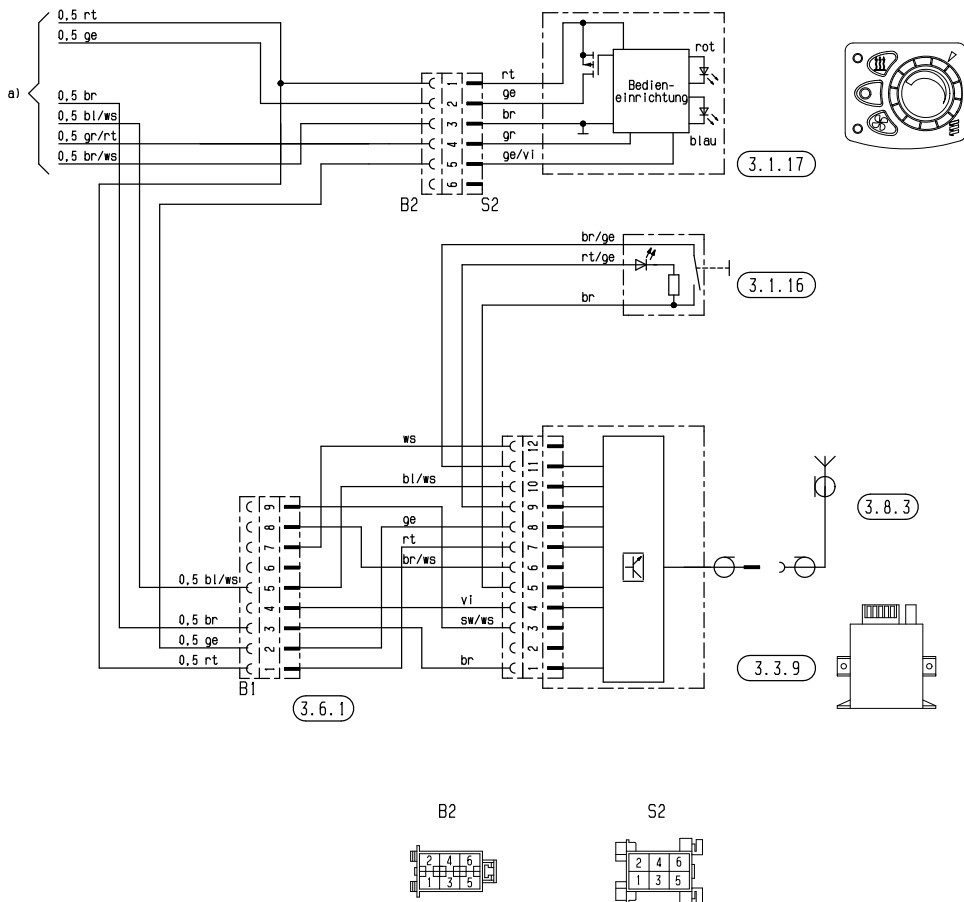 0,5 rt
0,5 ge
a)
0,5 br
0,5 bl/ws
0,5 gr/rt
0,5 br/ws
rt
ge
br
gr
ge/vi
1
2
3
4
5
6
B2
S2
Bedien-
einrichtung
rot
blau
3.1.17
br/ge
rt/ge
br
3.1.16
ws
bl/ws
ge
rt
br/ws
vi
sw/ws
br
12
11
10
9
8
7
6
5
4
3
2
1
9
8
7
6
5
4
3
2
1
0,5 bl/ws
0,5 br
0,5 ge
0,5 rt
B1
3.6.1
3.8.3
3.3.9
B2
S2
2 4 6
1 3 5
2 4 6
1 3 5